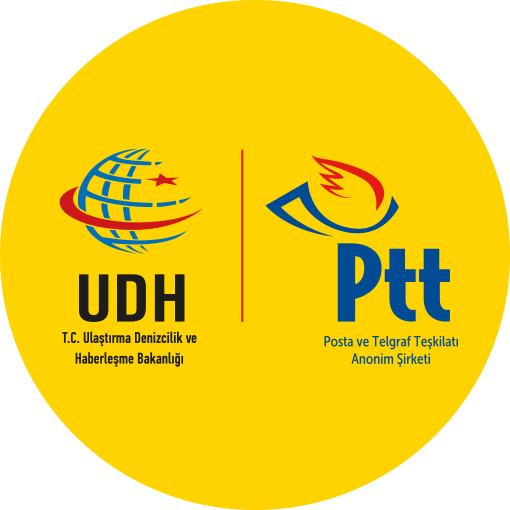 UDH
T.C. Ulaştırma Denizcilik ve
Haberleşme Bakanlığı
Ptt
Posta ve Telgraf Teşkilatı
Anonim Şirketi